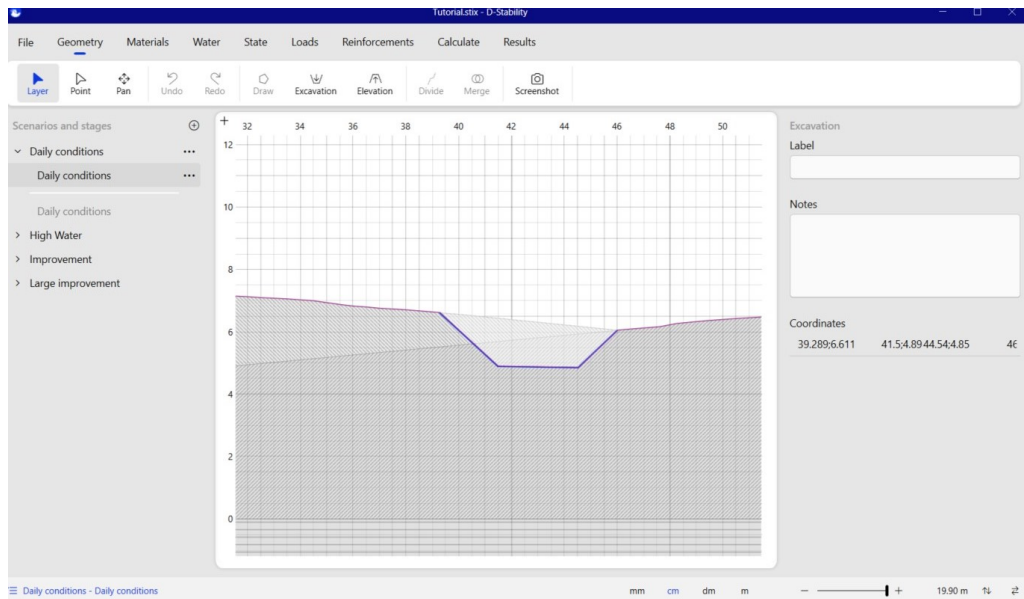 Tutorial.stix - D-Stability
File Geometry Materials Water State Loads Reinforcements Calculate Results
Layer Point Pan Undo Redo Draw Excavation Elevation Divide Merge Screenshot
Scenarios and stages
Daily conditions
Daily conditions
Daily conditions
High Water
Improvement
Large improvement
32 34 36 38 40 42 44 46 48 50
12
10
8
6
4
2
0
Excavation
Label
Notes
Coordinates
39.289;6.611 41.5;4.89 44.54;4.85 46
Daily conditions - Daily conditions mm cm dm m 19.90 m